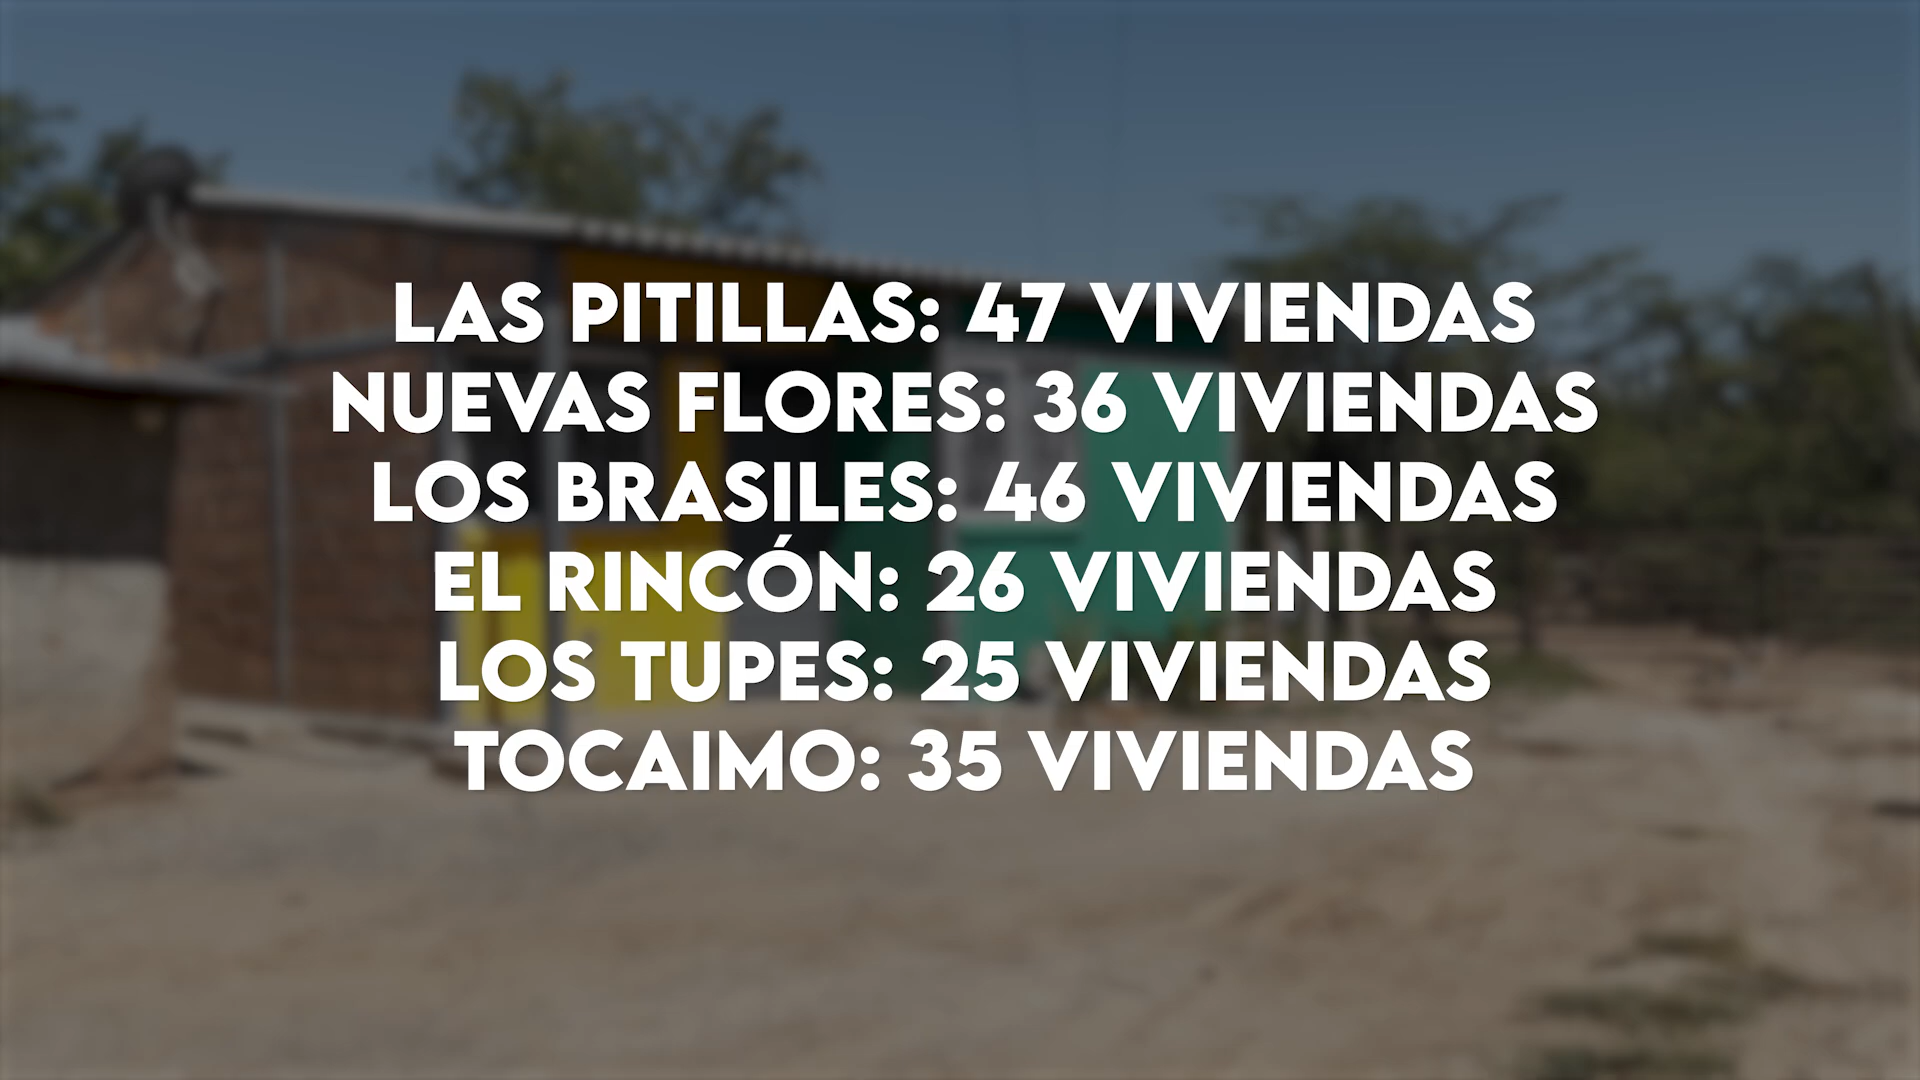 LAS PITILLAS: 47 VIVIENDAS
NUEVAS FLORES: 36 VIVIENDAS
LOS BRASILES: 46 VIVIENDAS
EL RINCÓN: 26 VIVIENDAS
LOS TUPES: 25 VIVIENDAS
TOCAIMO: 35 VIVIENDAS